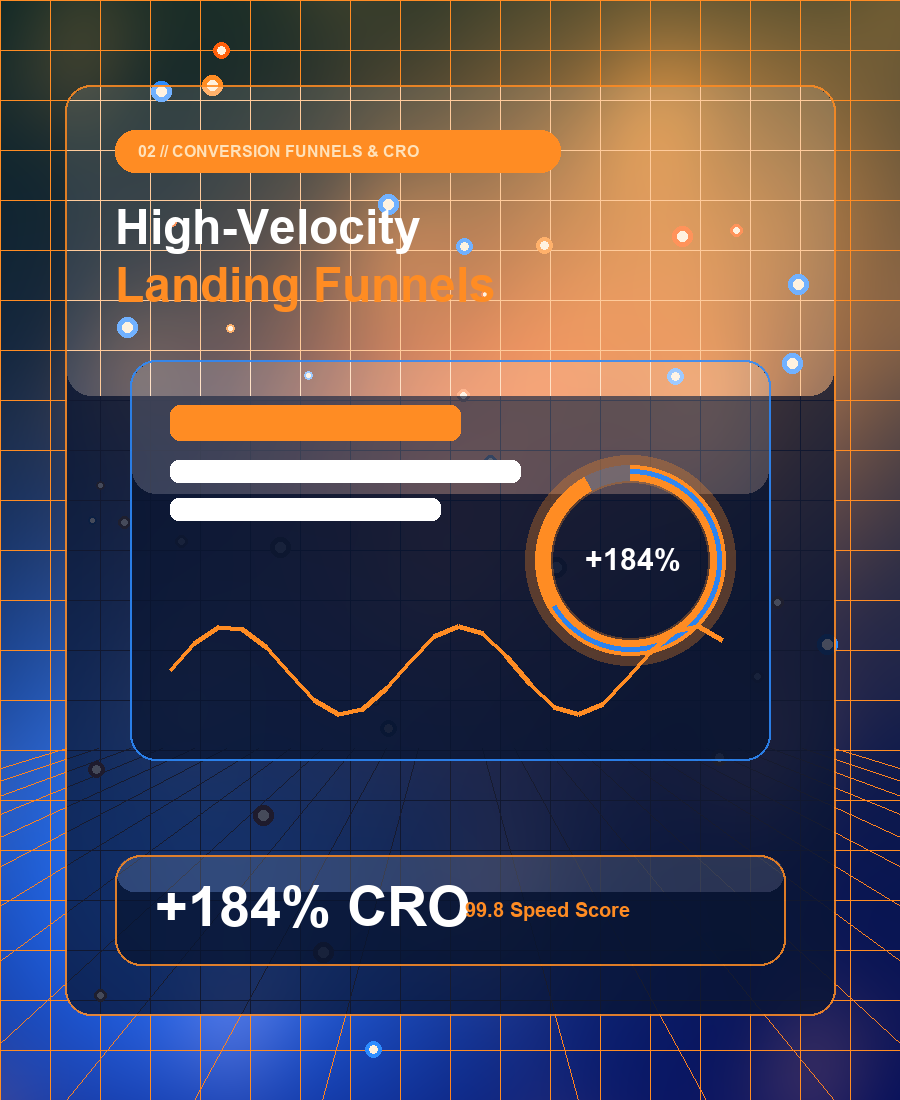 02 // CONVERSION FUNNELS & CRO
High-Velocity
Landing Funnels
+184%
+184% CRO
99.8 Speed Score